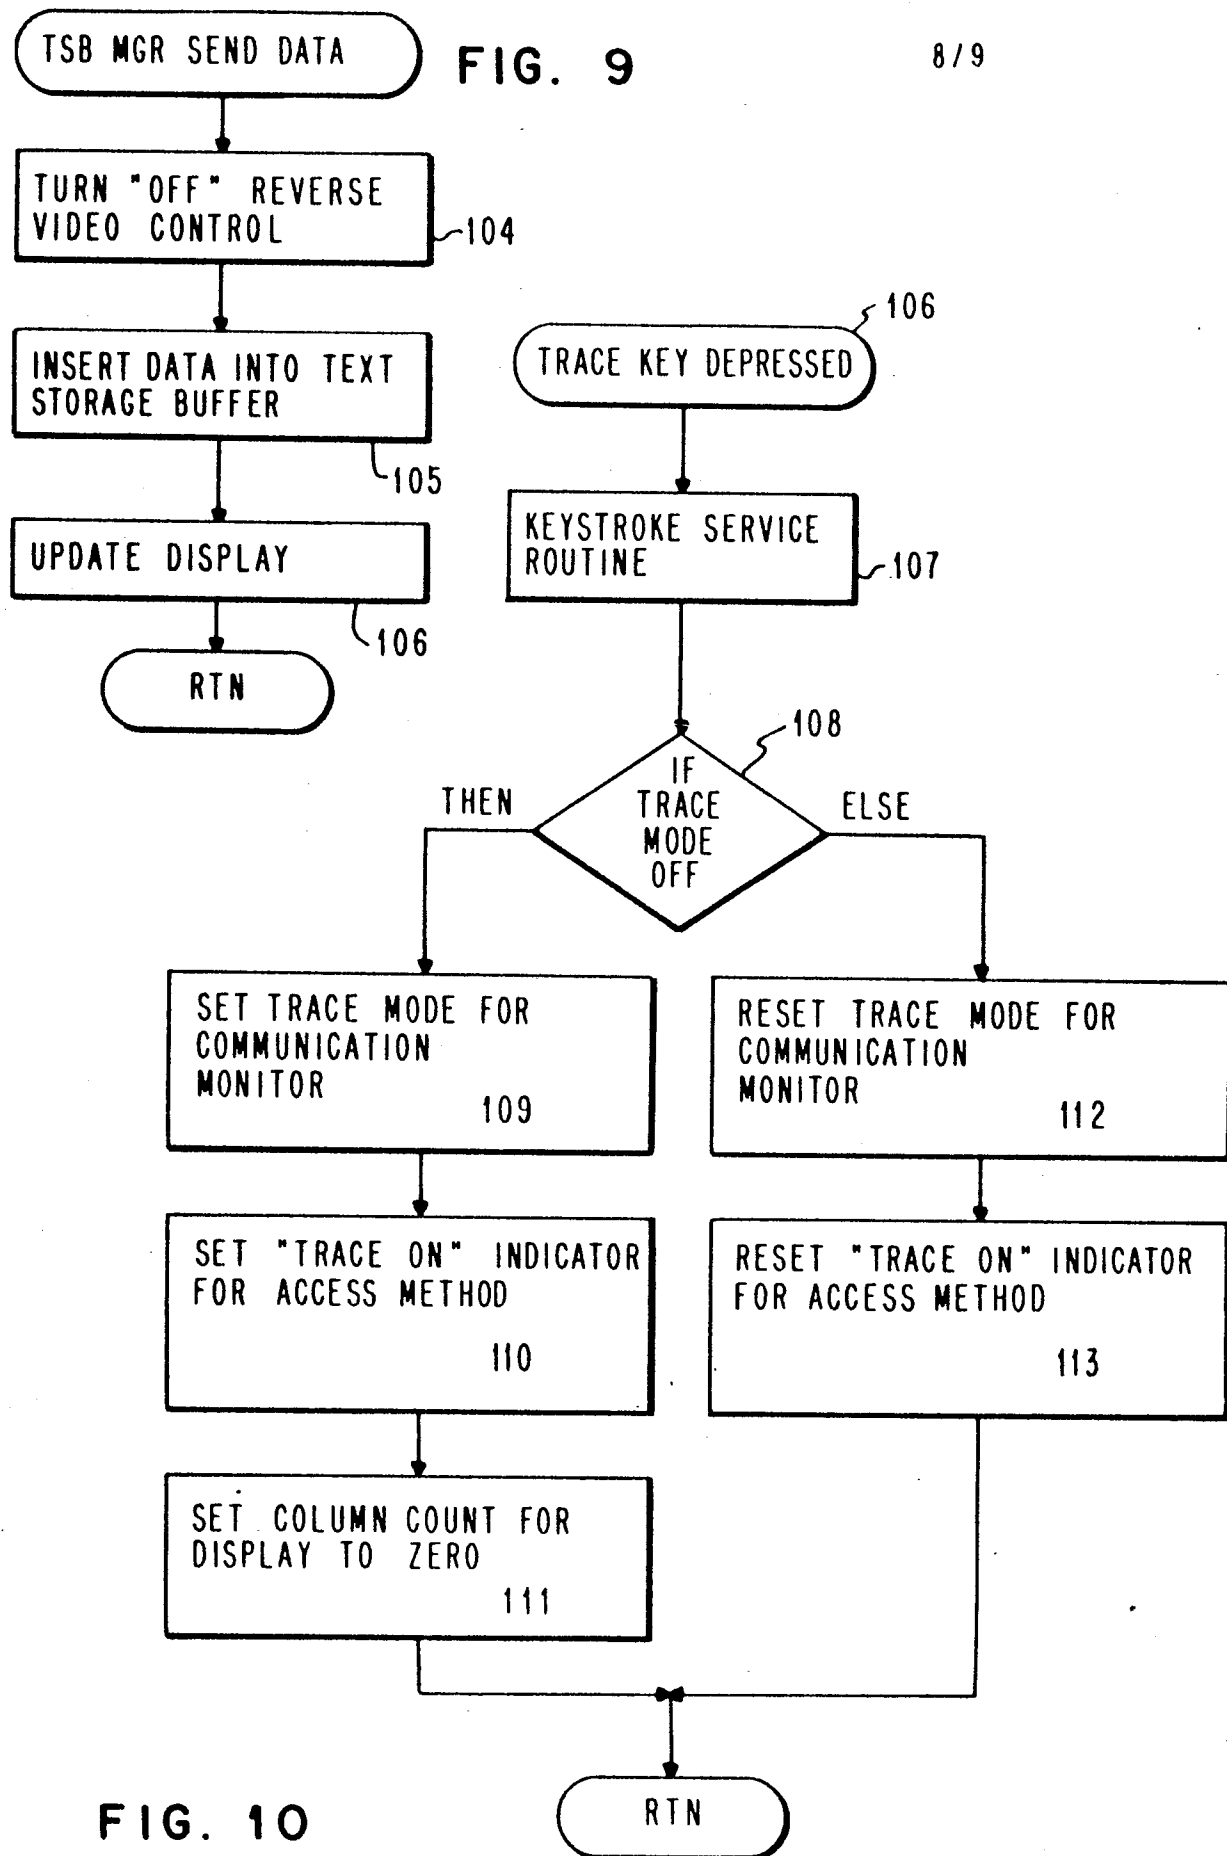 TSB MGR SEND DATA
FIG. 9
8/9
TURN "OFF" REVERSE
VIDEO CONTROL
104
INSERT DATA INTO TEXT
STORAGE BUFFER
105
UPDATE DISPLAY
106
RTN
106
TRACE KEY DEPRESSED
KEYSTROKE SERVICE
ROUTINE
107
108
IF
TRACE
MODE
OFF
THEN
ELSE
SET TRACE MODE FOR
COMMUNICATION
MONITOR
109
RESET TRACE MODE FOR
COMMUNICATION
MONITOR
112
SET "TRACE ON" INDICATOR
FOR ACCESS METHOD
110
RESET "TRACE ON" INDICATOR
FOR ACCESS METHOD
113
SET COLUMN COUNT FOR
DISPLAY TO ZERO
111
RTN
FIG. 10